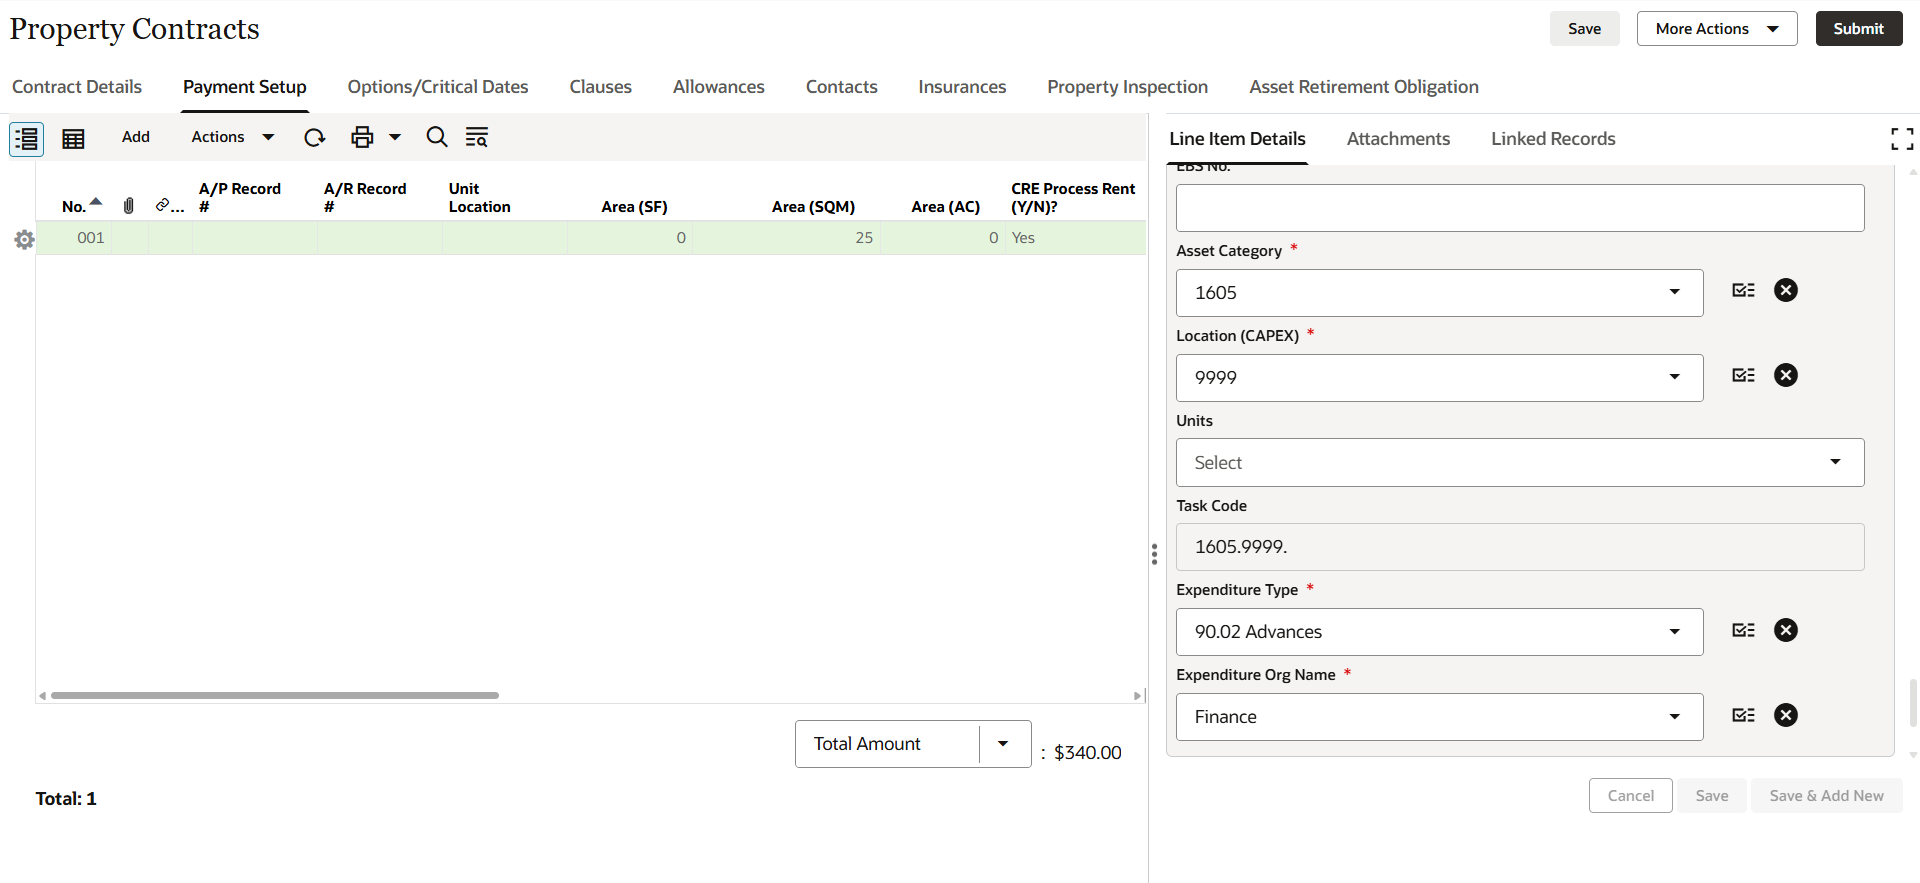 Property Contracts
Save
More Actions
Submit
Contract Details
Payment Setup
Options/Critical Dates
Clauses
Allowances
Contacts
Insurances
Property Inspection
Asset Retirement Obligation
Add
Actions
No.
...
A/P Record
#
A/R Record
#
Unit
Location
Area (SF)
Area (SQM)
Area (AC)
CRE Process Rent
(Y/N)?
001
0
25
0
Yes
Total Amount
: $340.00
Total: 1
Line Item Details
Attachments
Linked Records
EBS No.
Asset Category *
1605
Location (CAPEX) *
9999
Units
Select
Task Code
1605.9999.
Expenditure Type *
90.02 Advances
Expenditure Org Name *
Finance
Cancel
Save
Save & Add New